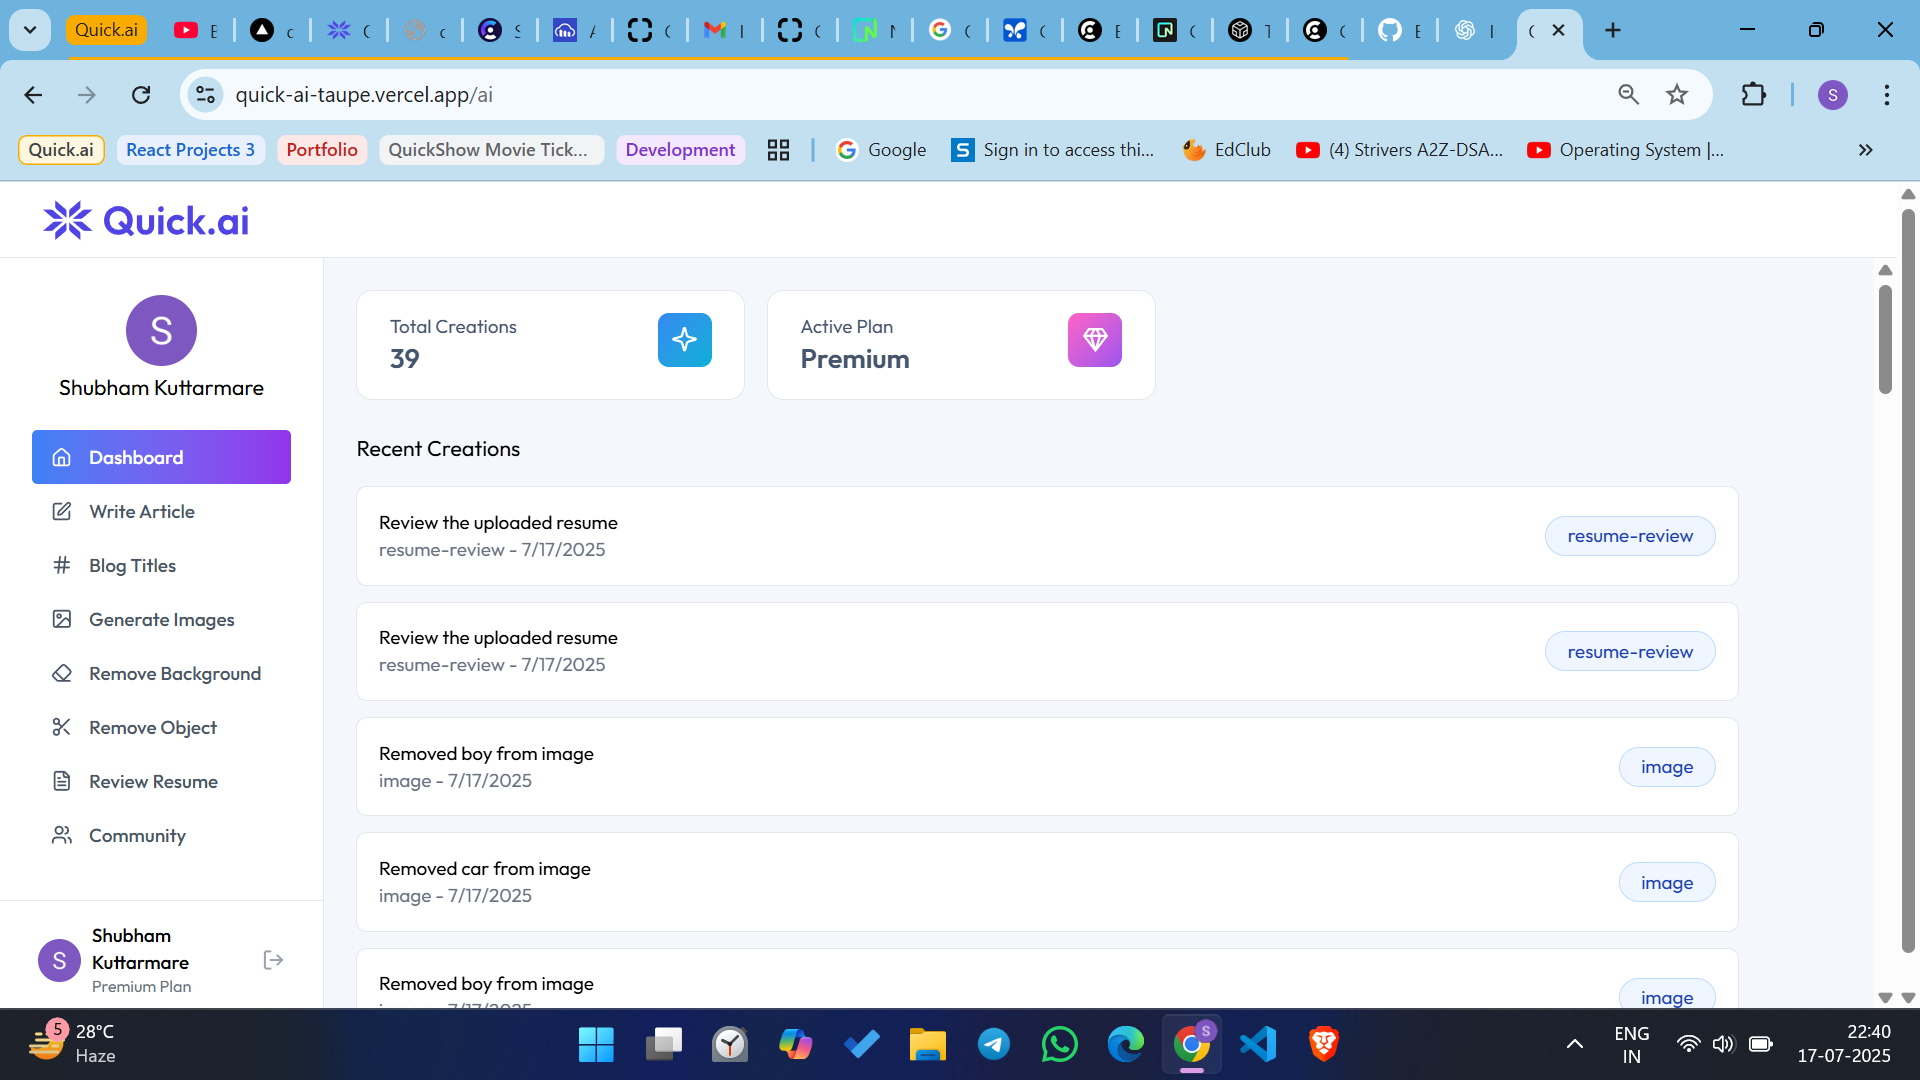 Quick.ai
quick-ai-taupe.vercel.app/ai
S
Quick.ai
React Projects 3
Portfolio
QuickShow Movie Tick...
Development
Google
Sign in to access thi...
EdClub
(4) Strivers A2Z-DSA...
Operating System |...
Quick.ai
S
Shubham Kuttarmare
Dashboard
Write Article
Blog Titles
Generate Images
Remove Background
Remove Object
Review Resume
Community
S
Shubham
Kuttarmare
Premium Plan
Total Creations
39
Active Plan
Premium
Recent Creations
Review the uploaded resume
resume-review - 7/17/2025
resume-review
Review the uploaded resume
resume-review - 7/17/2025
resume-review
Removed boy from image
image - 7/17/2025
image
Removed car from image
image - 7/17/2025
image
Removed boy from image
image - 7/17/2025
image
5
28°C
Haze
S
ENG
IN
22:40
17-07-2025